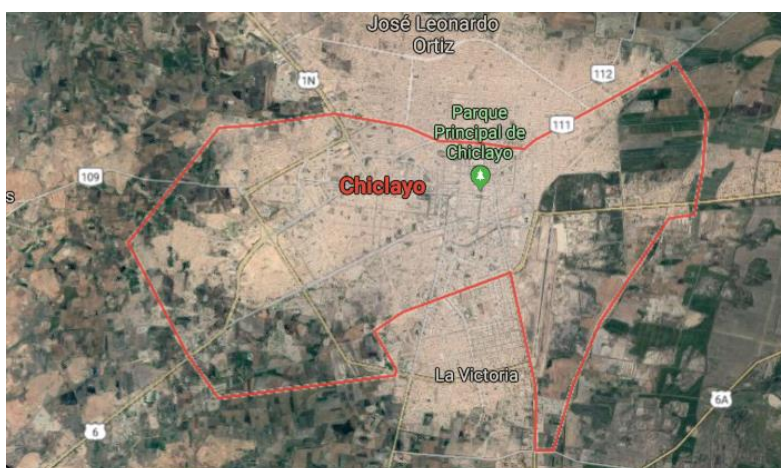 José Leonardo
Ortiz
1N
112
Parque
Principal de
Chiclayo
111
109
Chiclayo
s
La Victoria
6A
6